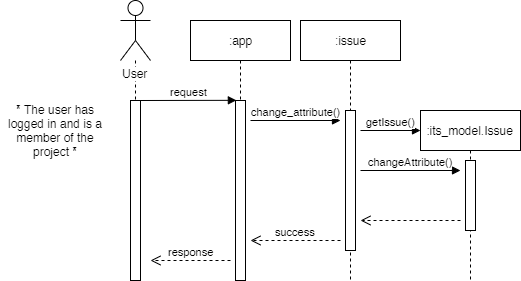 :app
:issue
User
request
* The user has
logged in and is a
member of the
project *
change_attribute()
getIssue()
:its_model.Issue
changeAttribute()
success
response